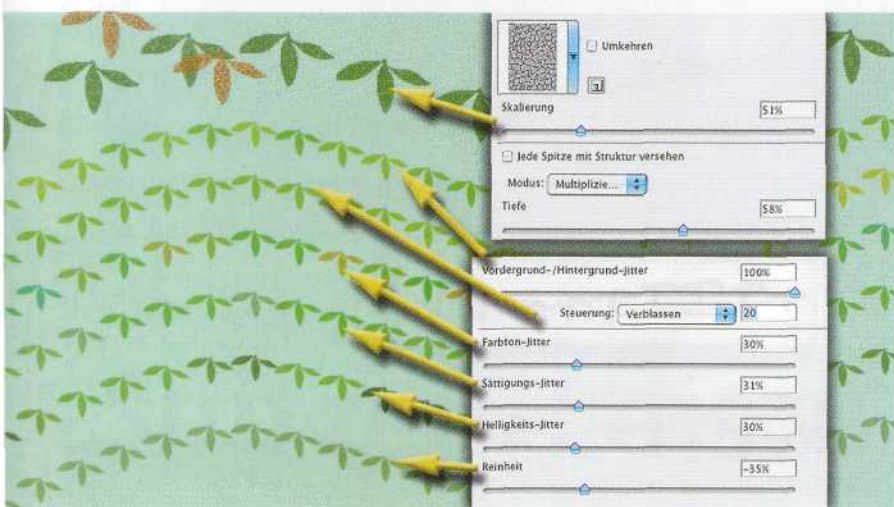 Umkehren
Skalierung 51%
Jede Spitze mit Struktur versehen
Modus: Multiplizie...
Tiefe 58%
Vordergrund-/Hintergrund-Jitter 100%
Steuerung: Verblassen 20
Farbton-Jitter 30%
Sättigungs-Jitter 31%
Helligkeits-Jitter 30%
Reinheit -35%